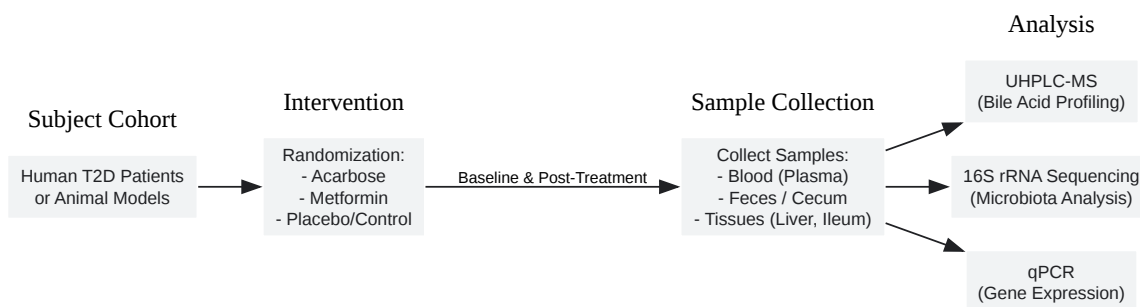 Subject Cohort
Human T2D Patients
or Animal Models
Intervention
Randomization:
- Acarbose
- Metformin
- Placebo/Control
Baseline & Post-Treatment
Sample Collection
Collect Samples:
- Blood (Plasma)
- Feces / Cecum
- Tissues (Liver, Ileum)
Analysis
UHPLC-MS
(Bile Acid Profiling)
16S rRNA Sequencing
(Microbiota Analysis)
qPCR
(Gene Expression)